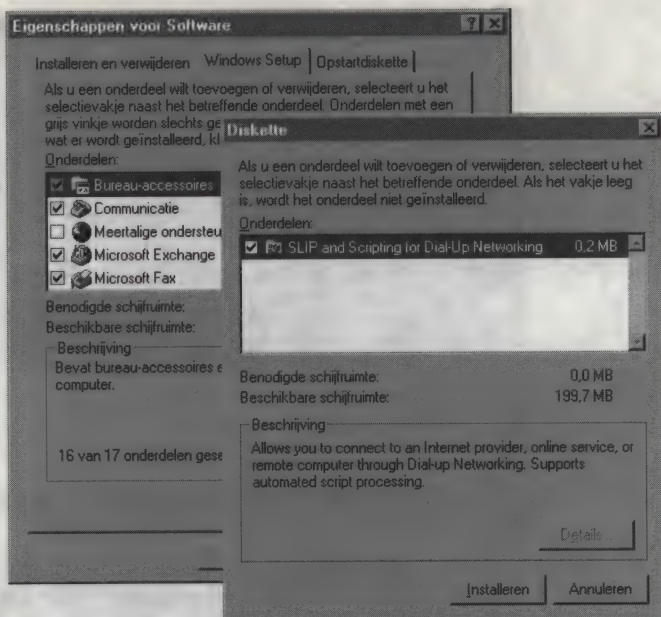 Eigenschappen voor Software
Installeren en verwijderen
Windows Setup
Opstartdiskette
Als u een onderdeel wilt toevoegen of verwijderen, selecteert u het
selectievakje naast het betreffende onderdeel. Onderdelen met een
grijs vinkje worden slechts ge
wat er wordt geïnstalleerd, kl
Onderdelen:
Bureau-accessoires
Communicatie
Meertalige ondersteu
Microsoft Exchange
Microsoft Fax
Benodigde schijfruimte:
Beschikbare schijfruimte:
Beschrijving
Bevat bureau-accessoires e
computer.
16 van 17 onderdelen gese
Diskette
Als u een onderdeel wilt toevoegen of verwijderen, selecteert u het
selectievakje naast het betreffende onderdeel. Als het vakje leeg
is, wordt het onderdeel niet geïnstalleerd.
Onderdelen:
SLIP and Scripting for Dial-Up Networking 0,2 MB
Benodigde schijfruimte: 0,0 MB
Beschikbare schijfruimte: 199,7 MB
Beschrijving
Allows you to connect to an Internet provider, online service, or
remote computer through Dial-up Networking. Supports
automated script processing.
Details...
Installeren
Annuleren